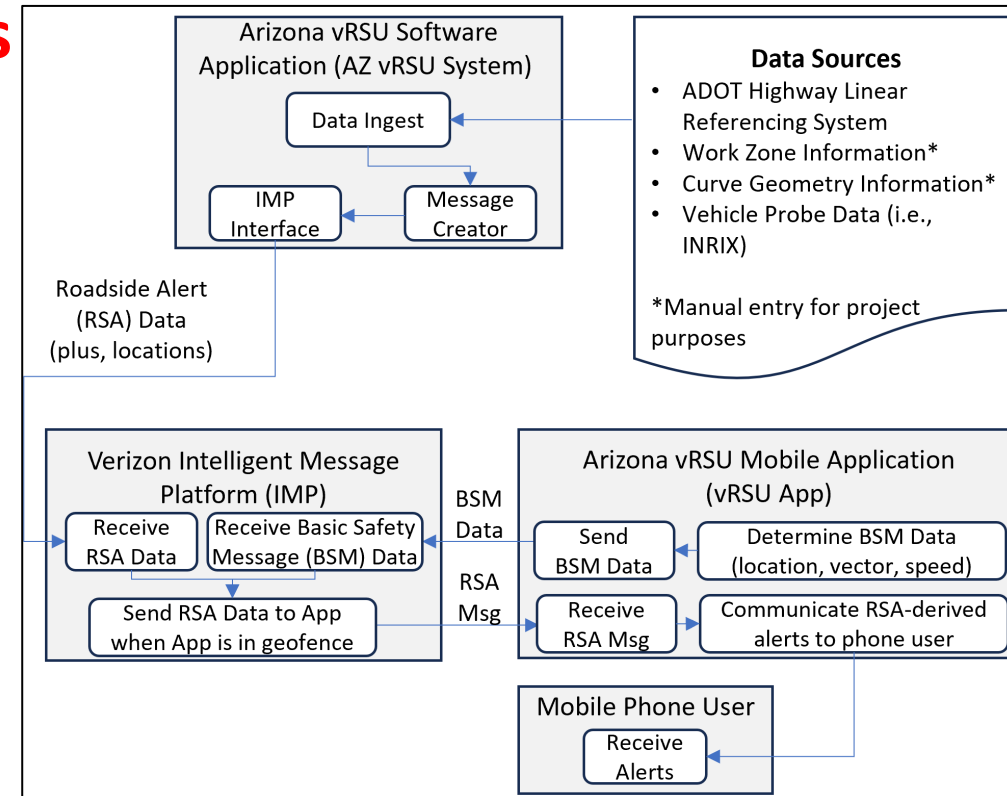 s
Arizona vRSU Software
Application (AZ vRSU System)
Data Ingest
IMP
Interface
Message
Creator
Data Sources
• ADOT Highway Linear
Referencing System
• Work Zone Information*
• Curve Geometry Information*
• Vehicle Probe Data (i.e.,
INRIX)
*Manual entry for project
purposes
Roadside Alert
(RSA) Data
(plus, locations)
Verizon Intelligent Message
Platform (IMP)
Receive
RSA Data
Receive Basic Safety
Message (BSM) Data
Send RSA Data to App
when App is in geofence
BSM
Data
RSA
Msg
Arizona vRSU Mobile Application
(vRSU App)
Send
BSM Data
Determine BSM Data
(location, vector, speed)
Receive
RSA Msg
Communicate RSA-derived
alerts to phone user
Mobile Phone User
Receive
Alerts